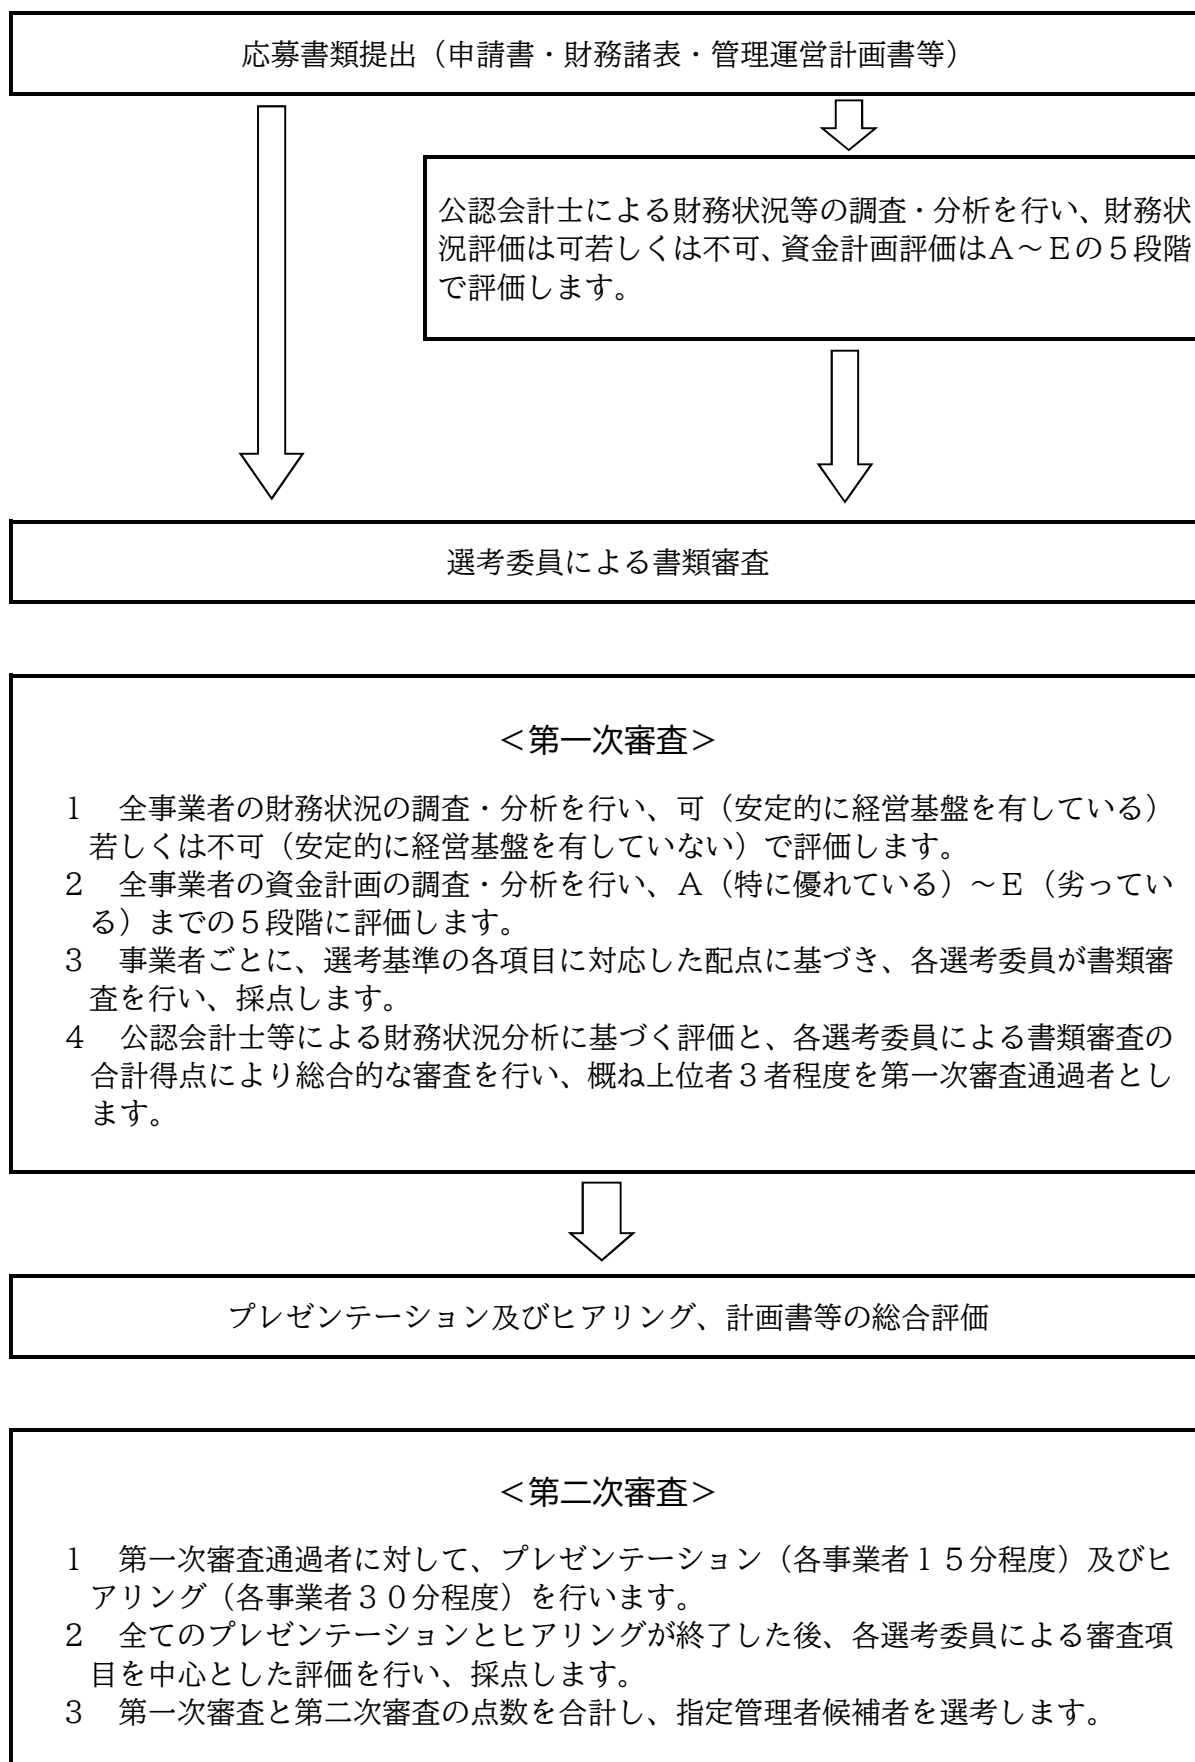 応募書類提出（申請書・財務諸表・管理運営計画書等）
公認会計士による財務状況等の調査・分析を行い、財務状
況評価は可若しくは不可、資金計画評価はＡ～Ｅの５段階
で評価します。
選考委員による書類審査
＜第一次審査＞
１　全事業者の財務状況の調査・分析を行い、可（安定的に経営基盤を有している）
若しくは不可（安定的に経営基盤を有していない）で評価します。
２　全事業者の資金計画の調査・分析を行い、Ａ（特に優れている）～Ｅ（劣ってい
る）までの５段階に評価します。
３　事業者ごとに、選考基準の各項目に対応した配点に基づき、各選考委員が書類審
査を行い、採点します。
４　公認会計士等による財務状況分析に基づく評価と、各選考委員による書類審査の
合計得点により総合的な審査を行い、概ね上位者３者程度を第一次審査通過者とし
ます。
プレゼンテーション及びヒアリング、計画書等の総合評価
＜第二次審査＞
１　第一次審査通過者に対して、プレゼンテーション（各事業者１５分程度）及びヒ
アリング（各事業者３０分程度）を行います。
２　全てのプレゼンテーションとヒアリングが終了した後、各選考委員による審査項
目を中心とした評価を行い、採点します。
３　第一次審査と第二次審査の点数を合計し、指定管理者候補者を選考します。